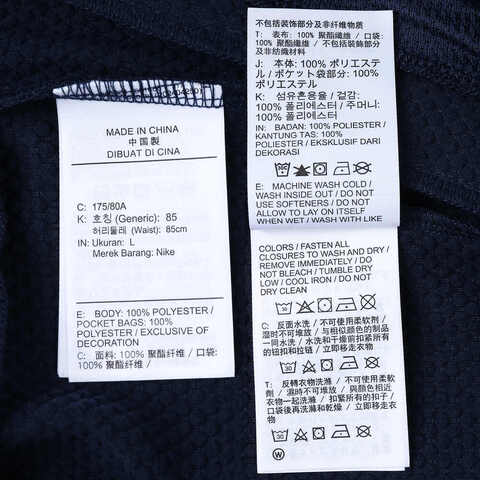 MADE IN CHINA
中國製
DIBUAT DI CINA
C: 175/80A
K: 호칭 (Generic): 85
허리둘레 (Waist): 85cm
IN: Ukuran: L
Merek Barang: Nike
E: BODY: 100% POLYESTER /
POCKET BAGS: 100%
POLYESTER / EXCLUSIVE OF
DECORATION
C: 面料: 100% 聚酯纤维 / 口袋:
100% 聚酯纤维
不包括装饰部分及非纤维物质
T: 表布: 100% 聚酯纖維 / 口袋:
100% 聚酯纖維 / 不包括裝飾部分
及非紡織材料
J: 本体: 100% ポリエステ
ル / ポケット袋部分: 100%
ポリエステル
K: 섬유혼용율 / 겉감:
100% 폴리에스터 / 주머니:
100% 폴리에스터
IN: BADAN: 100% POLIESTER /
KANTUNG TAS: 100%
POLIESTER / EKSKLUSIF DARI
DEKORASI
E: MACHINE WASH COLD /
WASH INSIDE OUT / DO NOT
USE SOFTENERS / DO NOT
ALLOW TO LAY ON ITSELF
WHEN WET / WASH WITH LIKE
COLORS / FASTEN ALL
CLOSURES TO WASH AND DRY /
REMOVE IMMEDIATELY / DO
NOT BLEACH / TUMBLE DRY
LOW / COOL IRON / DO NOT
DRY CLEAN
C: 反面水洗 / 不可使用柔软剂 /
湿时不可堆放 / 与相似颜色的制品
一同水洗 / 水洗和干燥前扣紧所有
的钮扣和拉链 / 立即移走衣物
T: 反轉衣物洗滌 / 不可使用柔軟
劑 / 濕時不可堆放 / 與顏色相近
衣物一起洗滌 / 扣緊所有扣子 /
口袋後再洗滌和乾燥 / 立即移走衣物
30
W